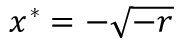 x* = −√−r